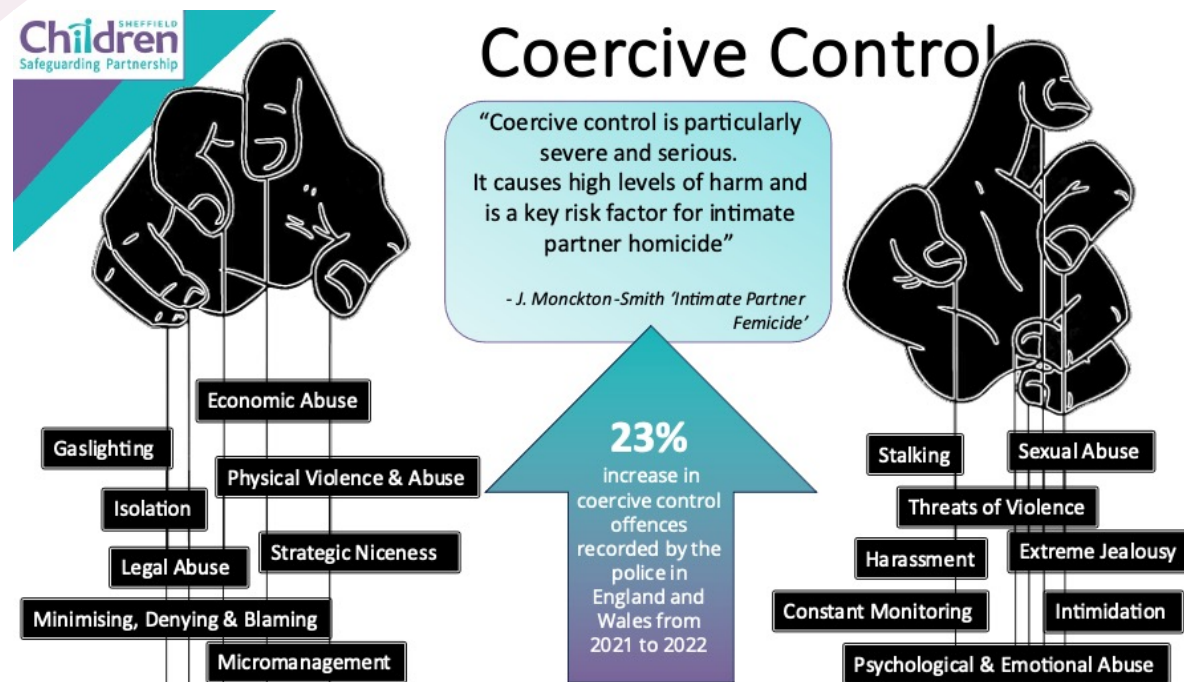 SHEFFIELD
Children
Safeguarding Partnership
Coercive Control
“Coercive control is particularly
severe and serious.
It causes high levels of harm and
is a key risk factor for intimate
partner homicide”
- J. Monckton-Smith ‘Intimate Partner
Femicide’
Economic Abuse
Gaslighting
Physical Violence & Abuse
Isolation
Strategic Niceness
Legal Abuse
Minimising, Denying & Blaming
Micromanagement
23%
increase in
coercive control
offences
recorded by the
police in
England and
Wales from
2021 to 2022
Stalking
Sexual Abuse
Threats of Violence
Harassment
Extreme Jealousy
Constant Monitoring
Intimidation
Psychological & Emotional Abuse